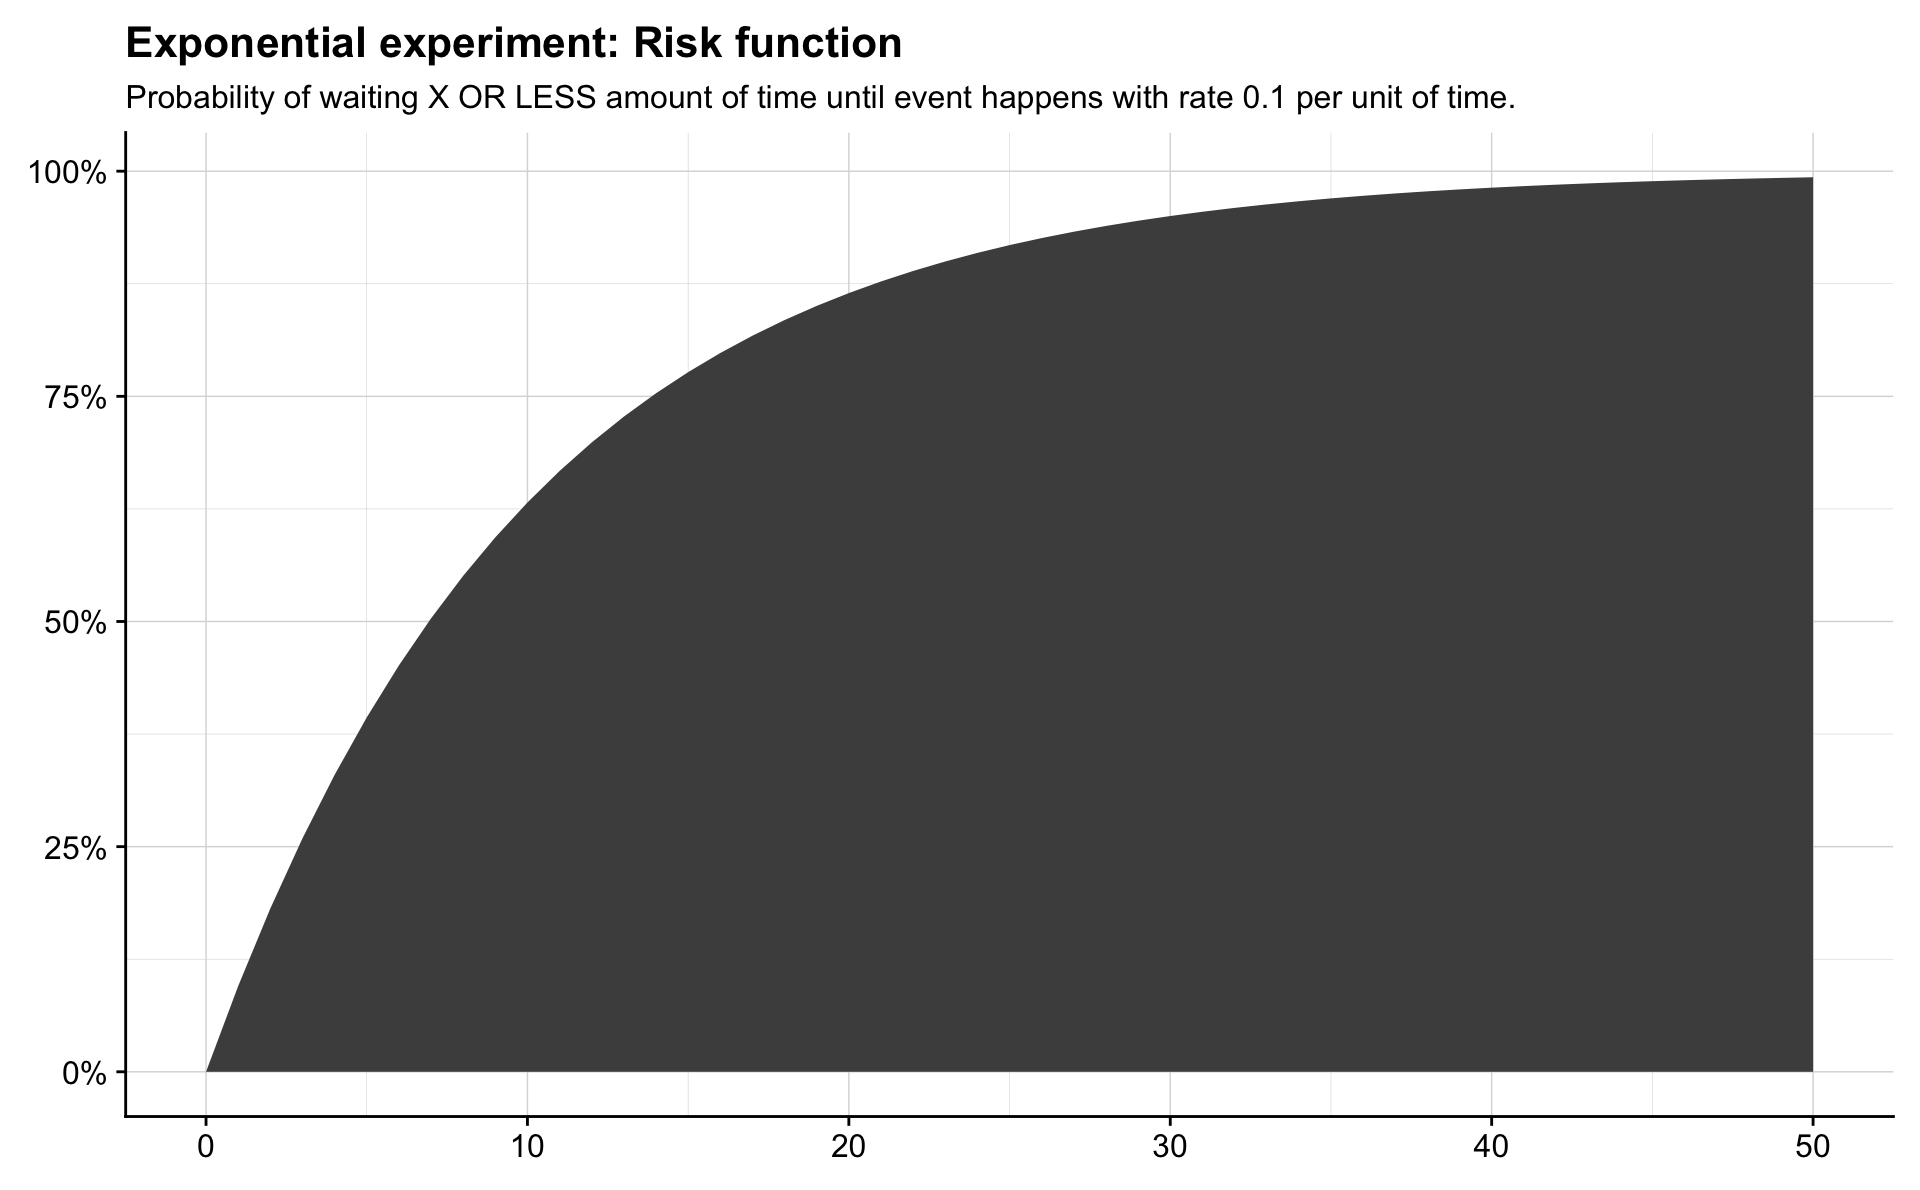 Exponential experiment: Risk function
Probability of waiting X OR LESS amount of time until event happens with rate 0.1 per unit of time.
100%
75%
50%
25%
0%
0 10 20 30 40 50